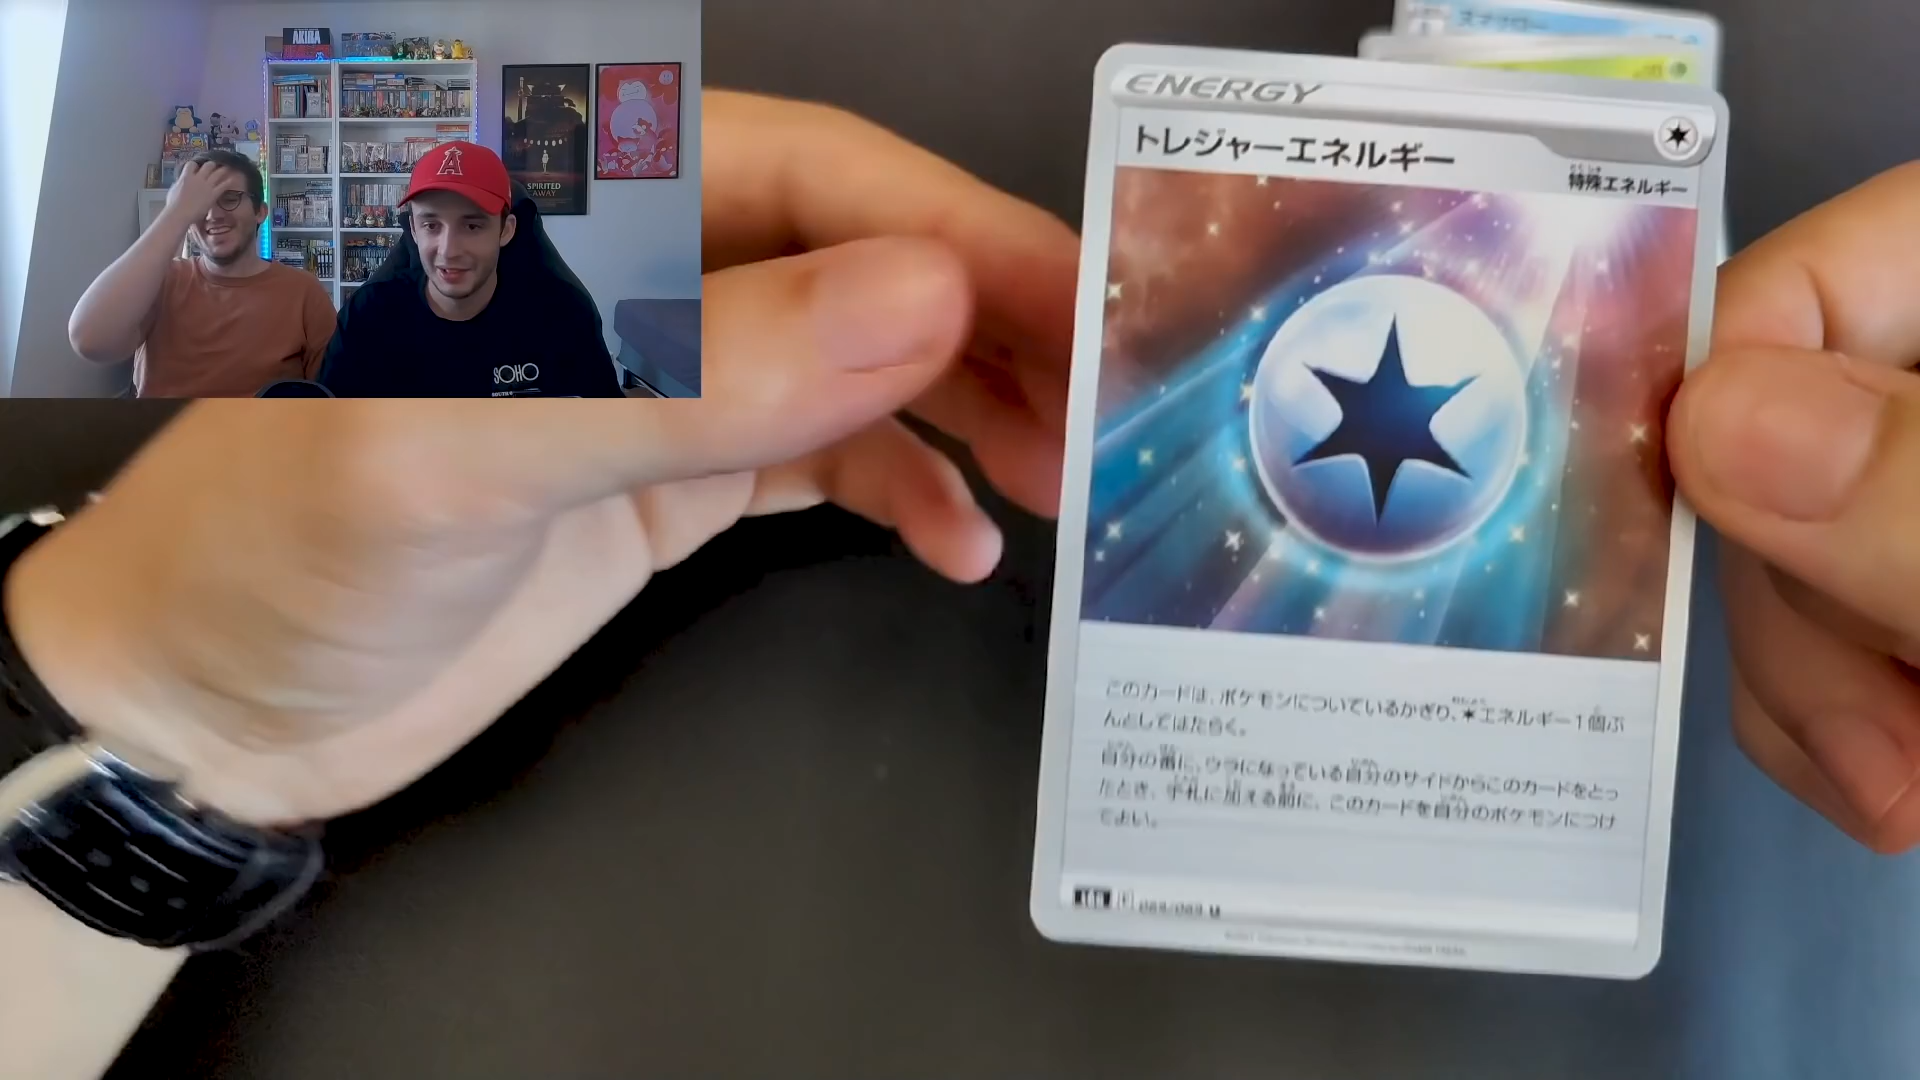 AKIBA
SPIRITED
AWAY
A
SOHO
ENERGY
トレジャーエネルギー
特殊エネルギー
このカードは、ポケモンについているかぎり、エネルギー1個ぶ
んとしてはたらく。
自分の番に、ウラになっている自分のサイドからこのカードをとっ
たとき、手札に加える前に、このカードを自分のポケモンにつけ
てよい。
U